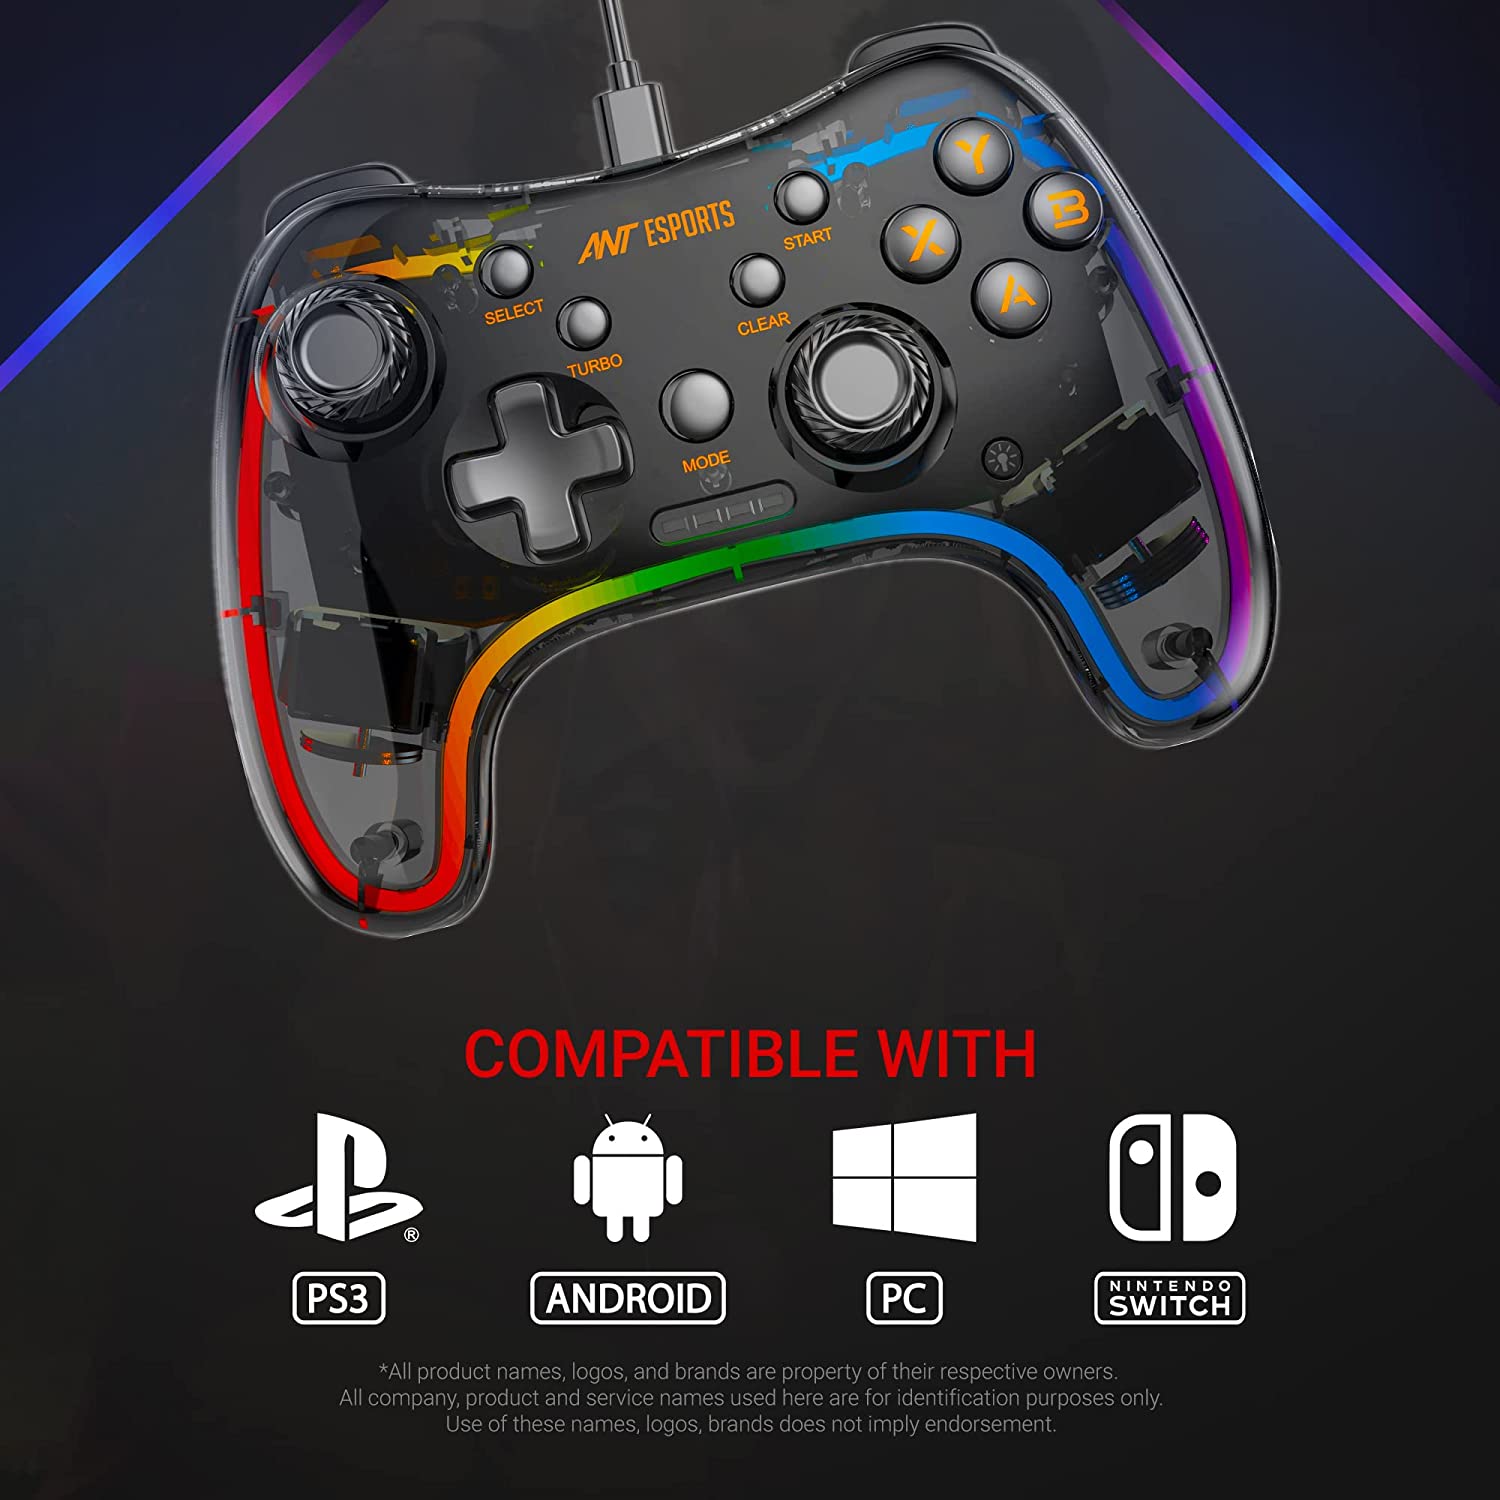 ANT ESPORTS
START
SELECT
CLEAR
TURBO
MODE
Y
B
X
A
COMPATIBLE WITH
®
PS3
ANDROID
PC
NINTENDO
SWITCH
*All product names, logos, and brands are property of their respective owners.
All company, product and service names used here are for identification purposes only.
Use of these names, logos, brands does not imply endorsement.